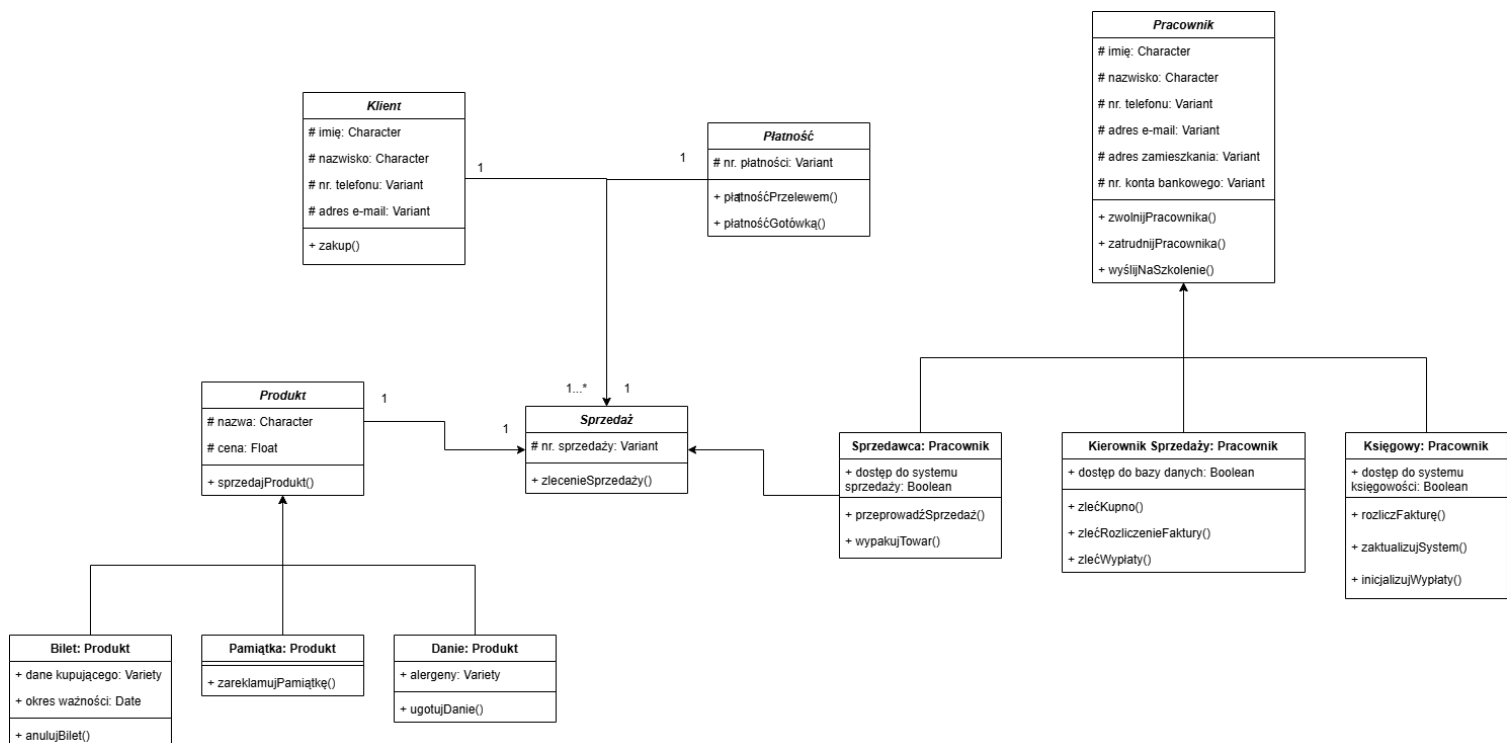 Pracownik
# imię: Character
# nazwisko: Character
# nr. telefonu: Variant
# adres e-mail: Variant
# adres zamieszkania: Variant
# nr. konta bankowego: Variant
+ zwolnijPracownika()
+ zatrudnijPracownika()
+ wyślijNaSzkolenie()
Klient
# imię: Character
# nazwisko: Character
# nr. telefonu: Variant
# adres e-mail: Variant
+ zakup()
1
1
Płatność
# nr. płatności: Variant
+ płatnośćPrzelewem()
+ płatnośćGotówką()
1...*
1
Produkt
# nazwa: Character
# cena: Float
+ sprzedajProdukt()
1
1
Sprzedaż
# nr. sprzedaży: Variant
+ zlecenieSprzedaży()
Sprzedawca: Pracownik
+ dostęp do systemu
sprzedaży: Boolean
+ przeprowadźSprzedaż()
+ wypakujTowar()
Kierownik Sprzedaży: Pracownik
+ dostęp do bazy danych: Boolean
+ zlećKupno()
+ zlećRozliczenieFaktury()
+ zlećWypłaty()
Księgowy: Pracownik
+ dostęp do systemu
księgowości: Boolean
+ rozliczFakturę()
+ zaktualizujSystem()
+ inicjalizujWypłaty()
Bilet: Produkt
+ dane kupującego: Variety
+ okres ważności: Date
+ anulujBilet()
Pamiątka: Produkt
+ zareklamujPamiątkę()
Danie: Produkt
+ alergeny: Variety
+ ugotujDanie()